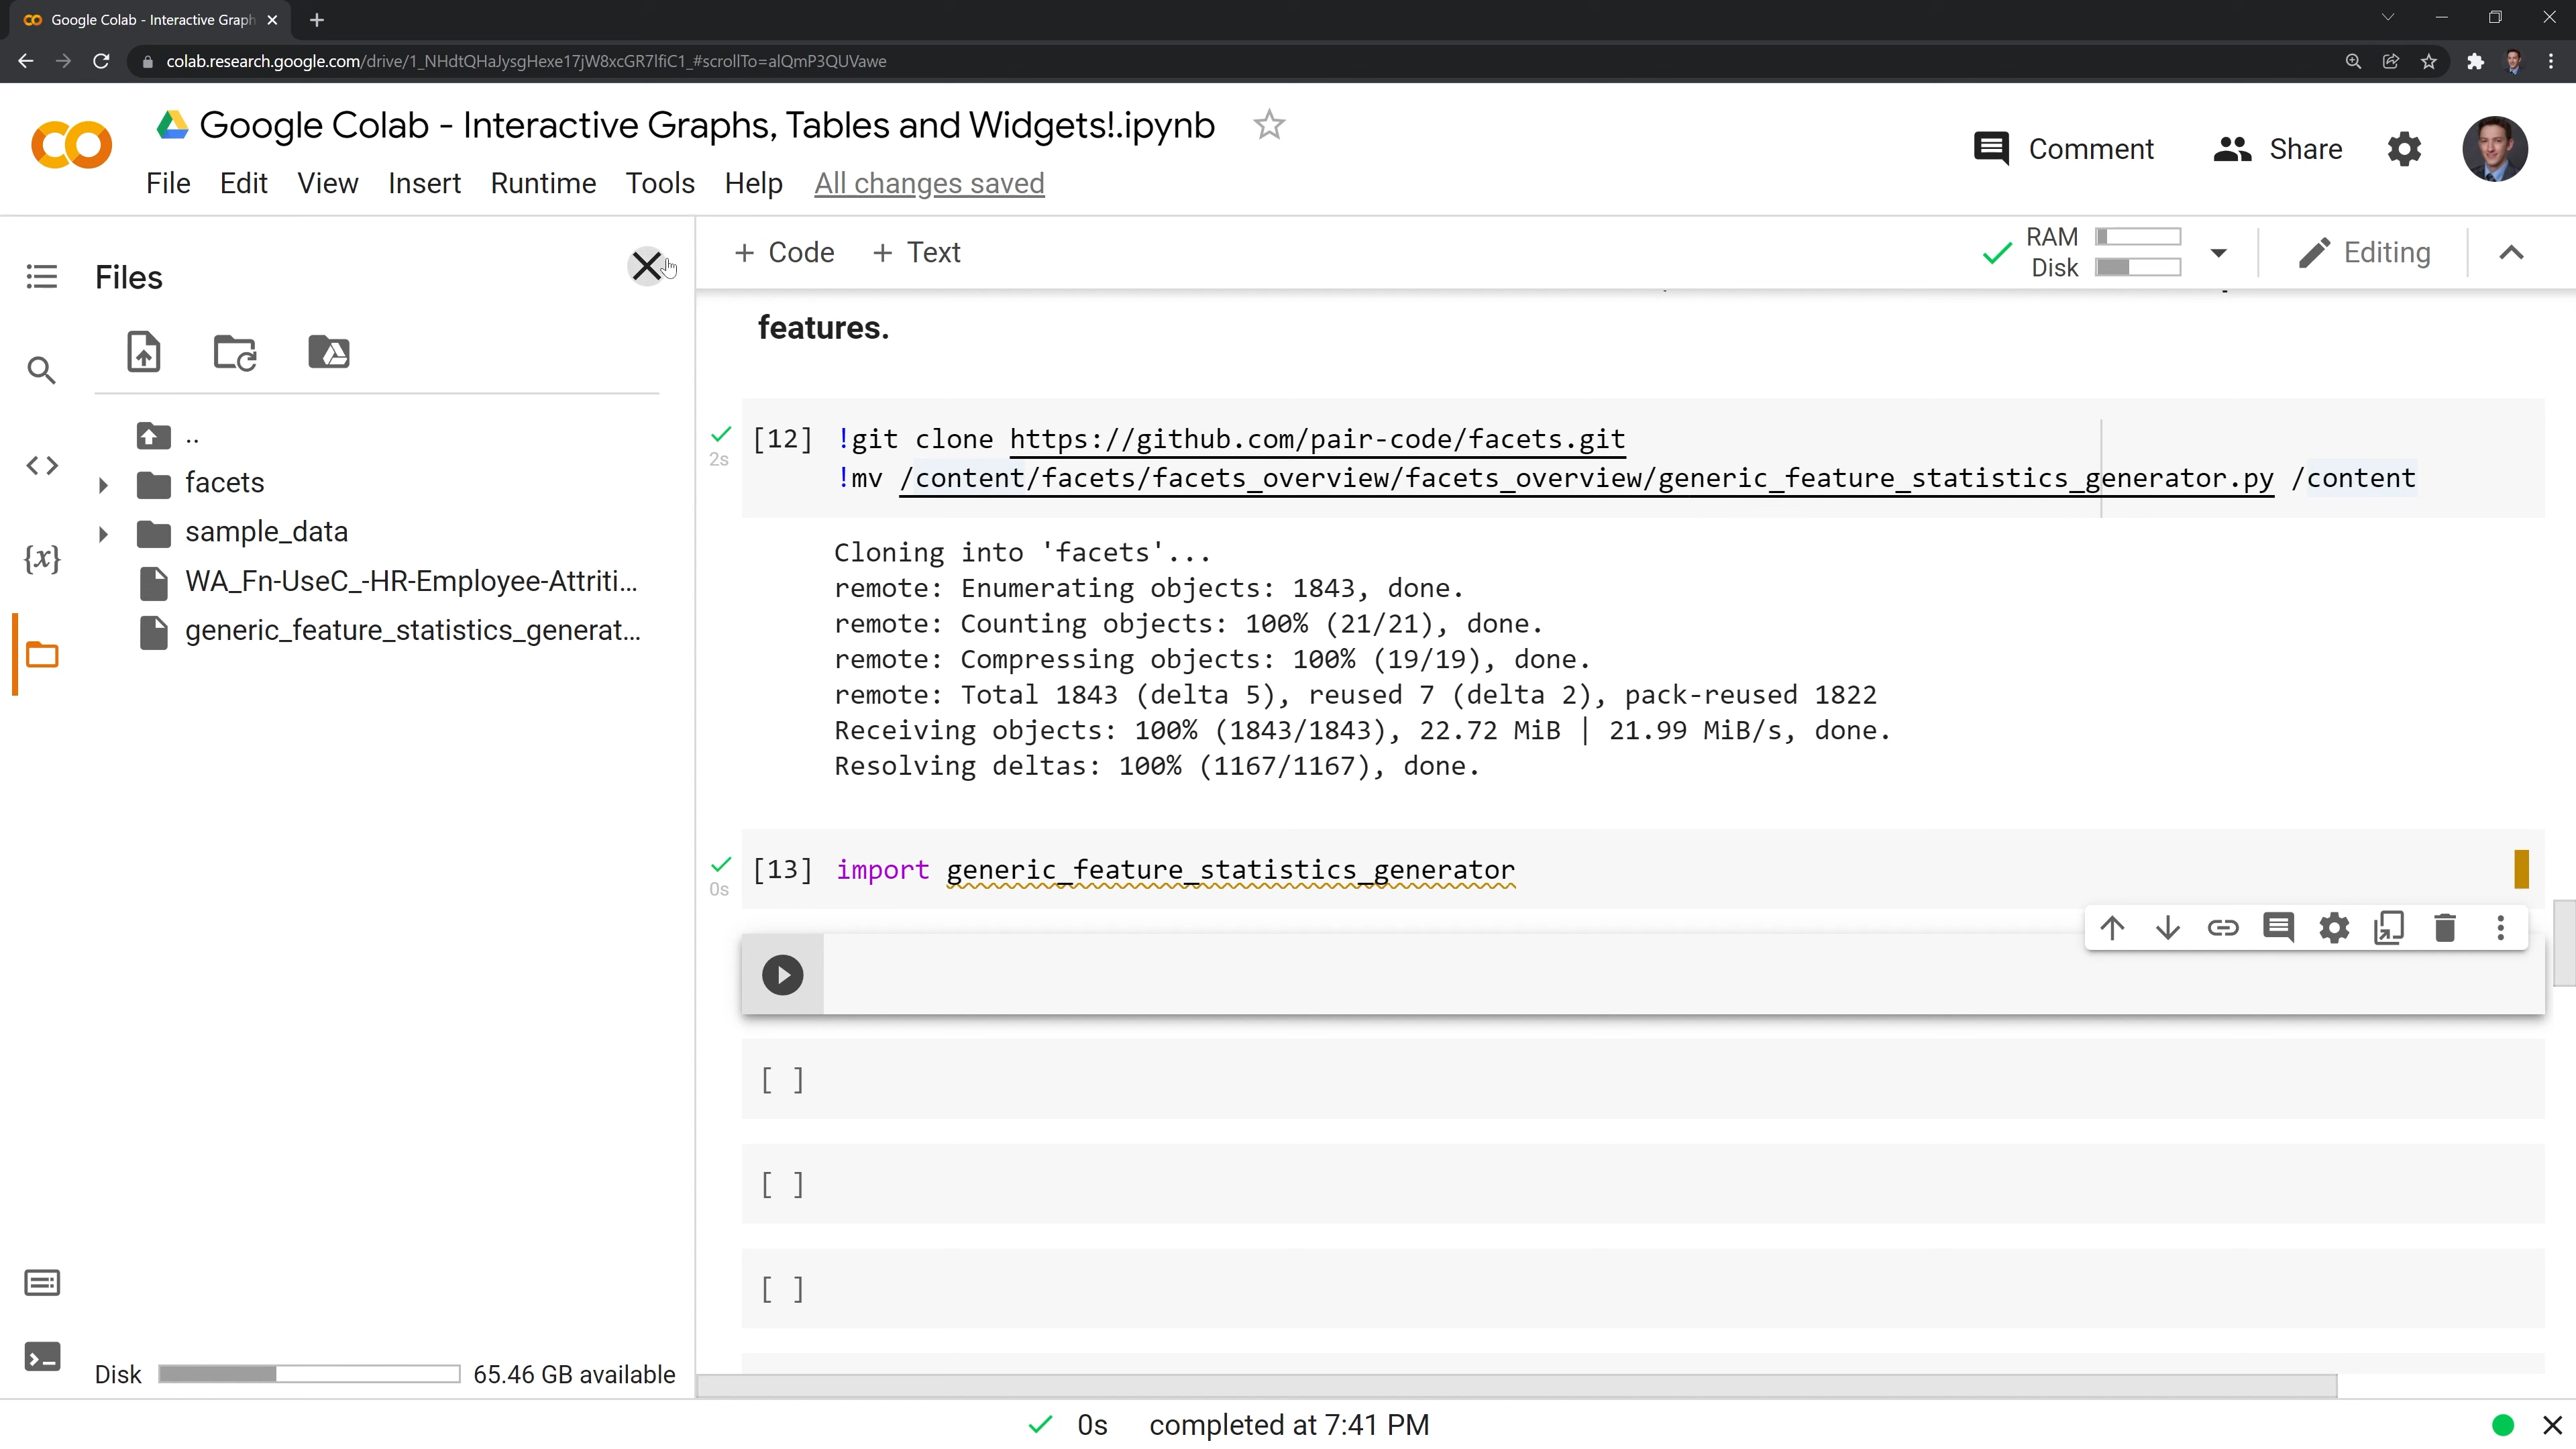 Google Colab - Interactive Graph
colab.research.google.com/drive/1_NHdtQHaJysgHexe17jW8xcGR7lfiC1_#scrollTo=alQmP3QUVawe
Google Colab - Interactive Graphs, Tables and Widgets!.ipynb
Comment
Share
File Edit View Insert Runtime Tools Help All changes saved
Files
+ Code + Text
RAM
Disk
Editing
features.
..
facets
sample_data
WA_Fn-UseC_-HR-Employee-Attriti...
generic_feature_statistics_generat...
{x}
[12] !git clone https://github.com/pair-code/facets.git
2s
!mv /content/facets/facets_overview/facets_overview/generic_feature_statistics_generator.py /content
Cloning into 'facets'...
remote: Enumerating objects: 1843, done.
remote: Counting objects: 100% (21/21), done.
remote: Compressing objects: 100% (19/19), done.
remote: Total 1843 (delta 5), reused 7 (delta 2), pack-reused 1822
Receiving objects: 100% (1843/1843), 22.72 MiB | 21.99 MiB/s, done.
Resolving deltas: 100% (1167/1167), done.
[13] import generic_feature_statistics_generator
0s
[ ]
[ ]
[ ]
Disk 65.46 GB available
0s completed at 7:41 PM